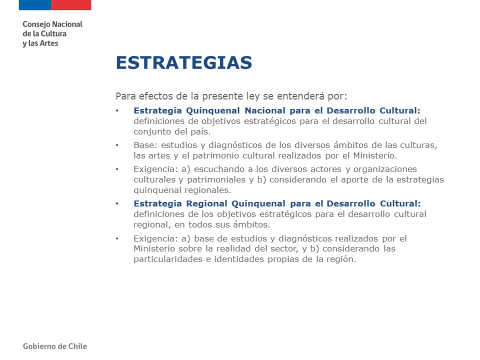 Consejo Nacional
de la Cultura
y las Artes
ESTRATEGIAS
Para efectos de la presente ley se entenderá por:
• Estrategia Quinquenal Nacional para el Desarrollo Cultural:
definiciones de objetivos estratégicos para el desarrollo cultural del
conjunto del país.
• Base: estudios y diagnósticos de los diversos ámbitos de las culturas,
las artes y el patrimonio cultural realizados por el Ministerio.
• Exigencia: a) escuchando a los diversos actores y organizaciones
culturales y patrimoniales y b) considerando el aporte de la estrategias
quinquenal regionales.
• Estrategia Regional Quinquenal para el Desarrollo Cultural:
definiciones de los objetivos estratégicos para el desarrollo cultural
regional, en todos sus ámbitos.
• Exigencia: a) base de estudios y diagnósticos realizados por el
Ministerio sobre la realidad del sector, y b) considerando las
particularidades e identidades propias de la región.
Gobierno de Chile